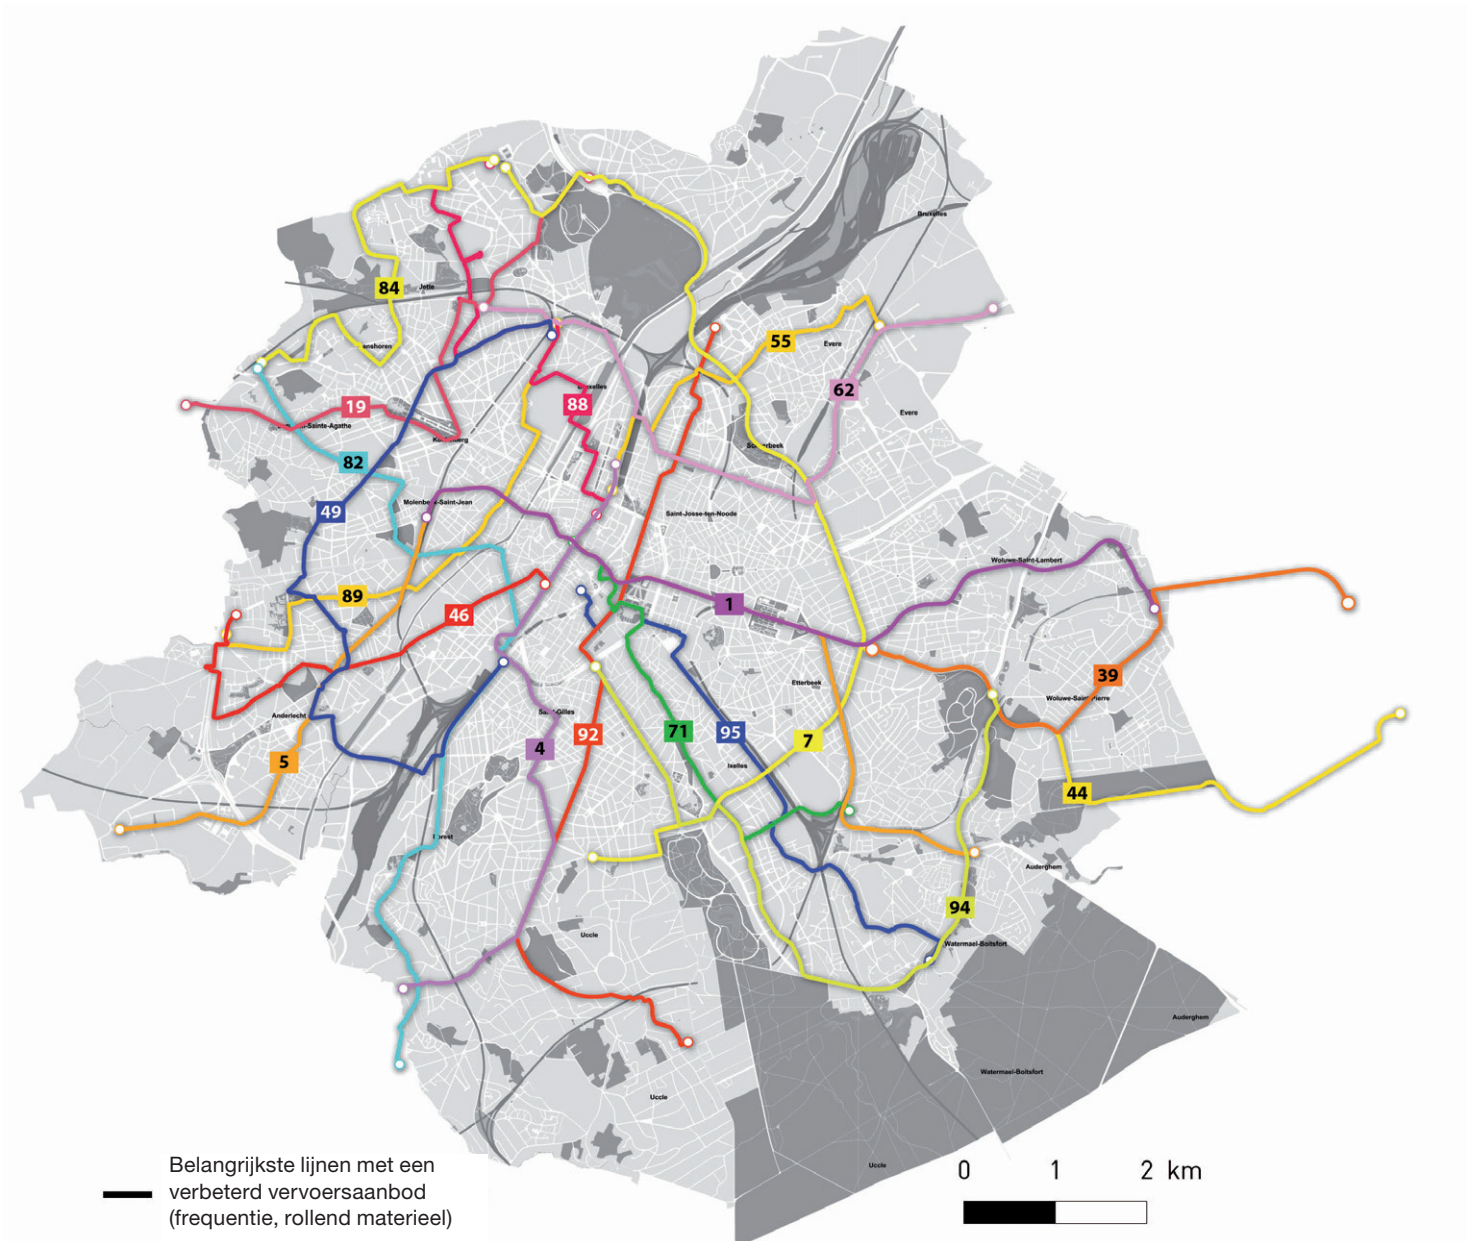 Bruxelles
84
Jette
55
Evere
62
Bruxelles
19
88
Evere
82
49
Molenbeek-Saint-Jean
Saint-Josse-ten-Noode
Woluwe-Saint-Lambert
89
46
1
39
Etterbeek
Woluwe-Saint-Pierre
Anderlecht
Saint-Gilles
4
92
71
95
7
5
Ixelles
44
Forest
Auderghem
94
Uccle
Watermael-Boitsfort
Auderghem
Watermael-Boitsfort
Uccle
Uccle
Belangrijkste lijnen met een
verbeterd vervoersaanbod
(frequentie, rollend materieel)
0 1 2 km